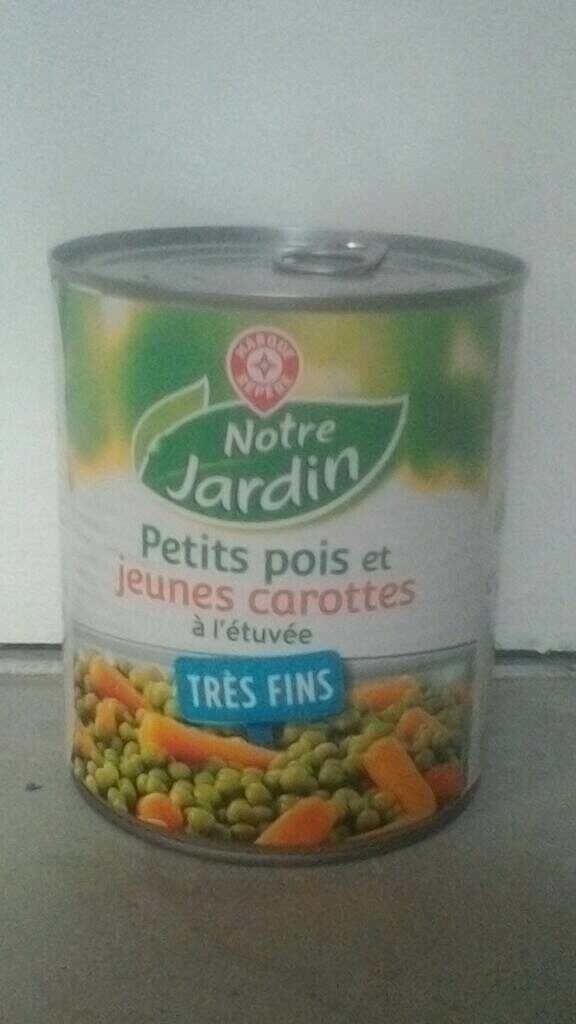 MARQUE
REPÈRE
Notre
Jardin
Petits pois et
jeunes carottes
à l'étuvée
TRÈS FINS